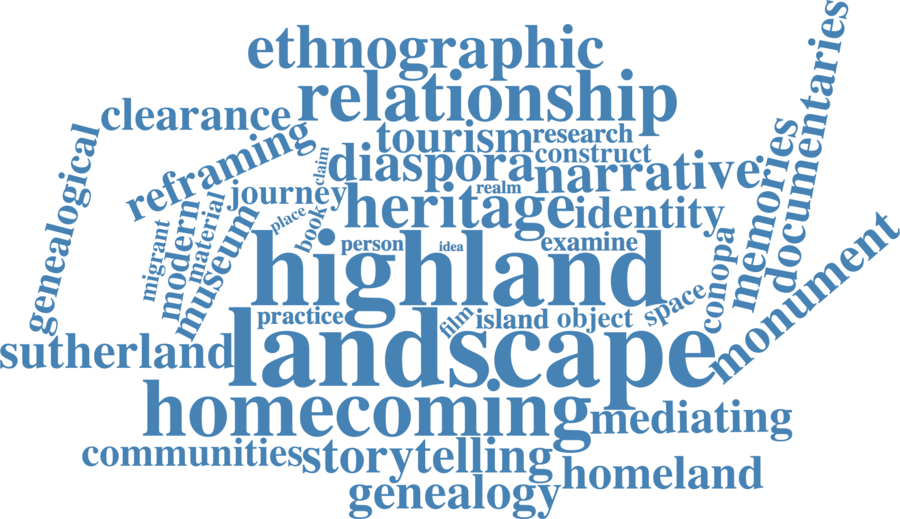 ethnographic
relationship
clearance
tourism
research
construct
reframing
claim
diaspora
narrative
genealogical
memories
documentaries
journey
realm
heritage
identity
modern
material
museum
place
book
migrant
person
idea
examine
highland
conopa
monument
practice
film
island
object
space
sutherland
landscape
homecoming
mediating
communities
storytelling
homeland
genealogy